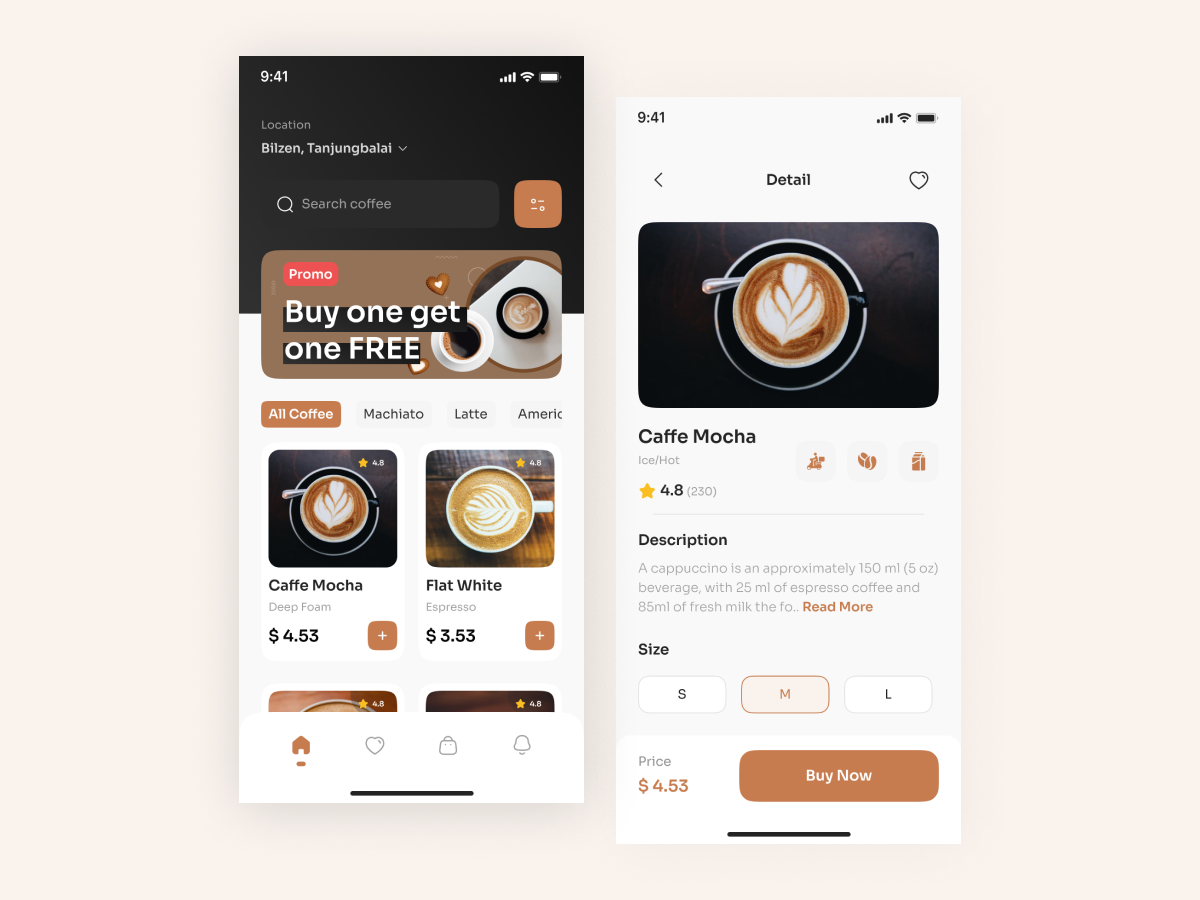 9:41
Location
Bilzen, Tanjungbalai
Search coffee
Promo
Buy one get
one FREE
All Coffee
Machiato
Latte
Americ
4.8
Caffe Mocha
Deep Foam
$ 4.53
4.8
Flat White
Espresso
$ 3.53
4.8
4.8
9:41
Detail
Caffe Mocha
Ice/Hot
4.8 (230)
Description
A cappuccino is an approximately 150 ml (5 oz)
beverage, with 25 ml of espresso coffee and
85ml of fresh milk the fo.. Read More
Size
S
M
L
Price
$ 4.53
Buy Now